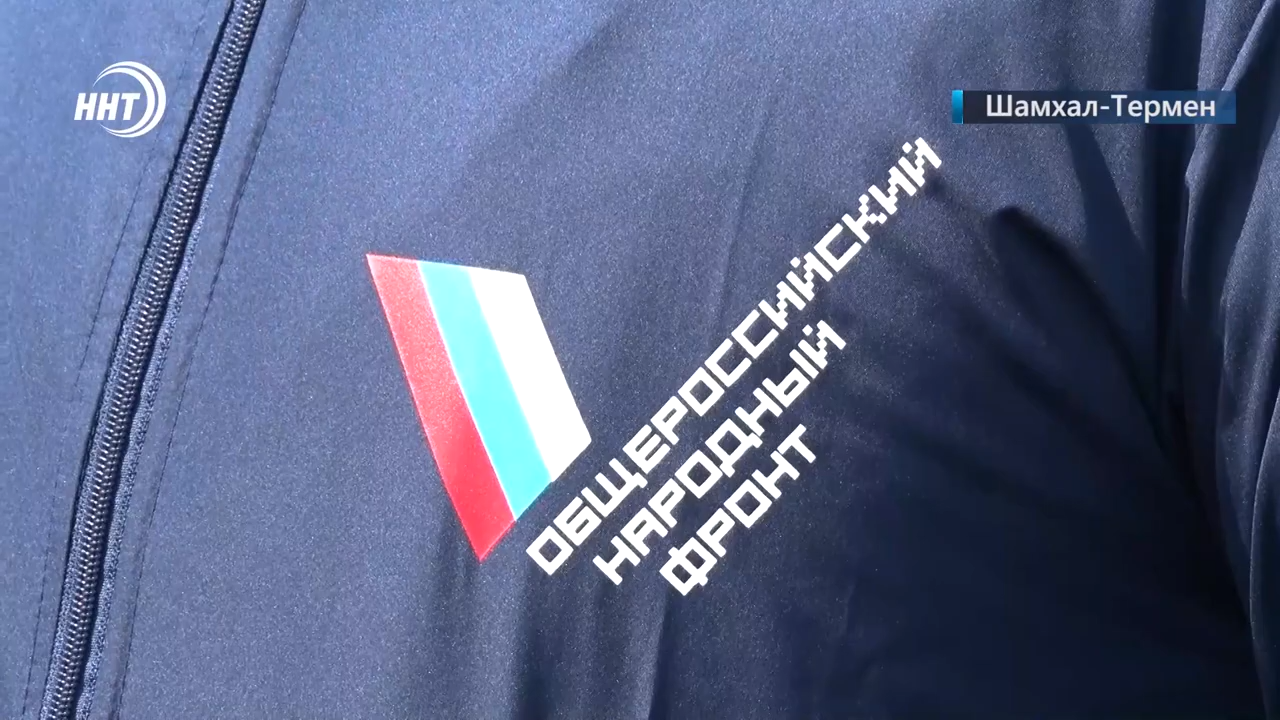 ННТ
Шамхал-Термен
ОБЩЕРОССИЙСКИЙ
НАРОДНЫЙ
ФРОНТ